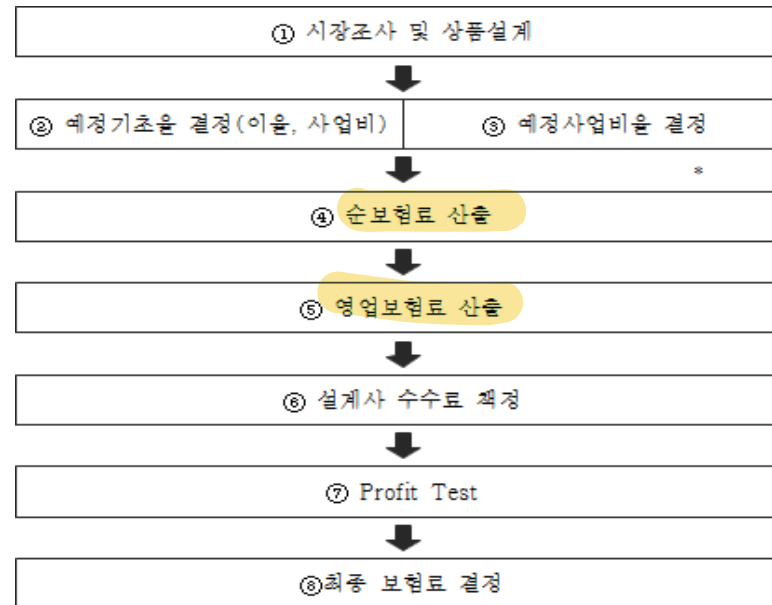 ① 시장조사 및 상품설계
② 예정기초율 결정(이율, 사업비) ③ 예정사업비율 결정
*
④ 순보험료 산출
⑤ 영업보험료 산출
⑥ 설계사 수수료 책정
⑦ Profit Test
⑧최종 보험료 결정